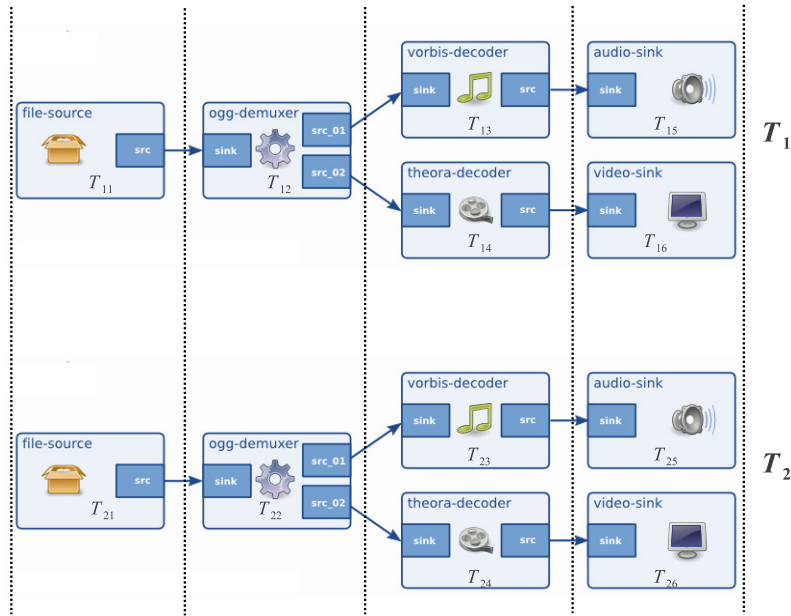 vorbis-decoder
audio-sink
sink
src
sink
T13
T15
file-source
ogg-demuxer
src_01
src
sink
src_02
T11
T12
T1
theora-decoder
video-sink
sink
src
sink
T14
T16
vorbis-decoder
audio-sink
sink
src
sink
T23
T25
file-source
ogg-demuxer
src_01
src
sink
src_02
T21
T22
T2
theora-decoder
video-sink
sink
src
sink
T24
T26